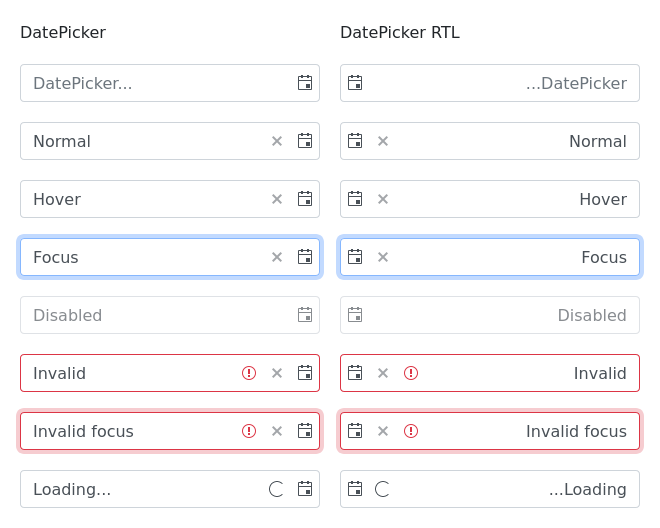 DatePicker
DatePicker...
Normal
Hover
Focus
Disabled
Invalid
Invalid focus
Loading...
DatePicker RTL
...DatePicker
Normal
Hover
Focus
Disabled
Invalid
Invalid focus
...Loading